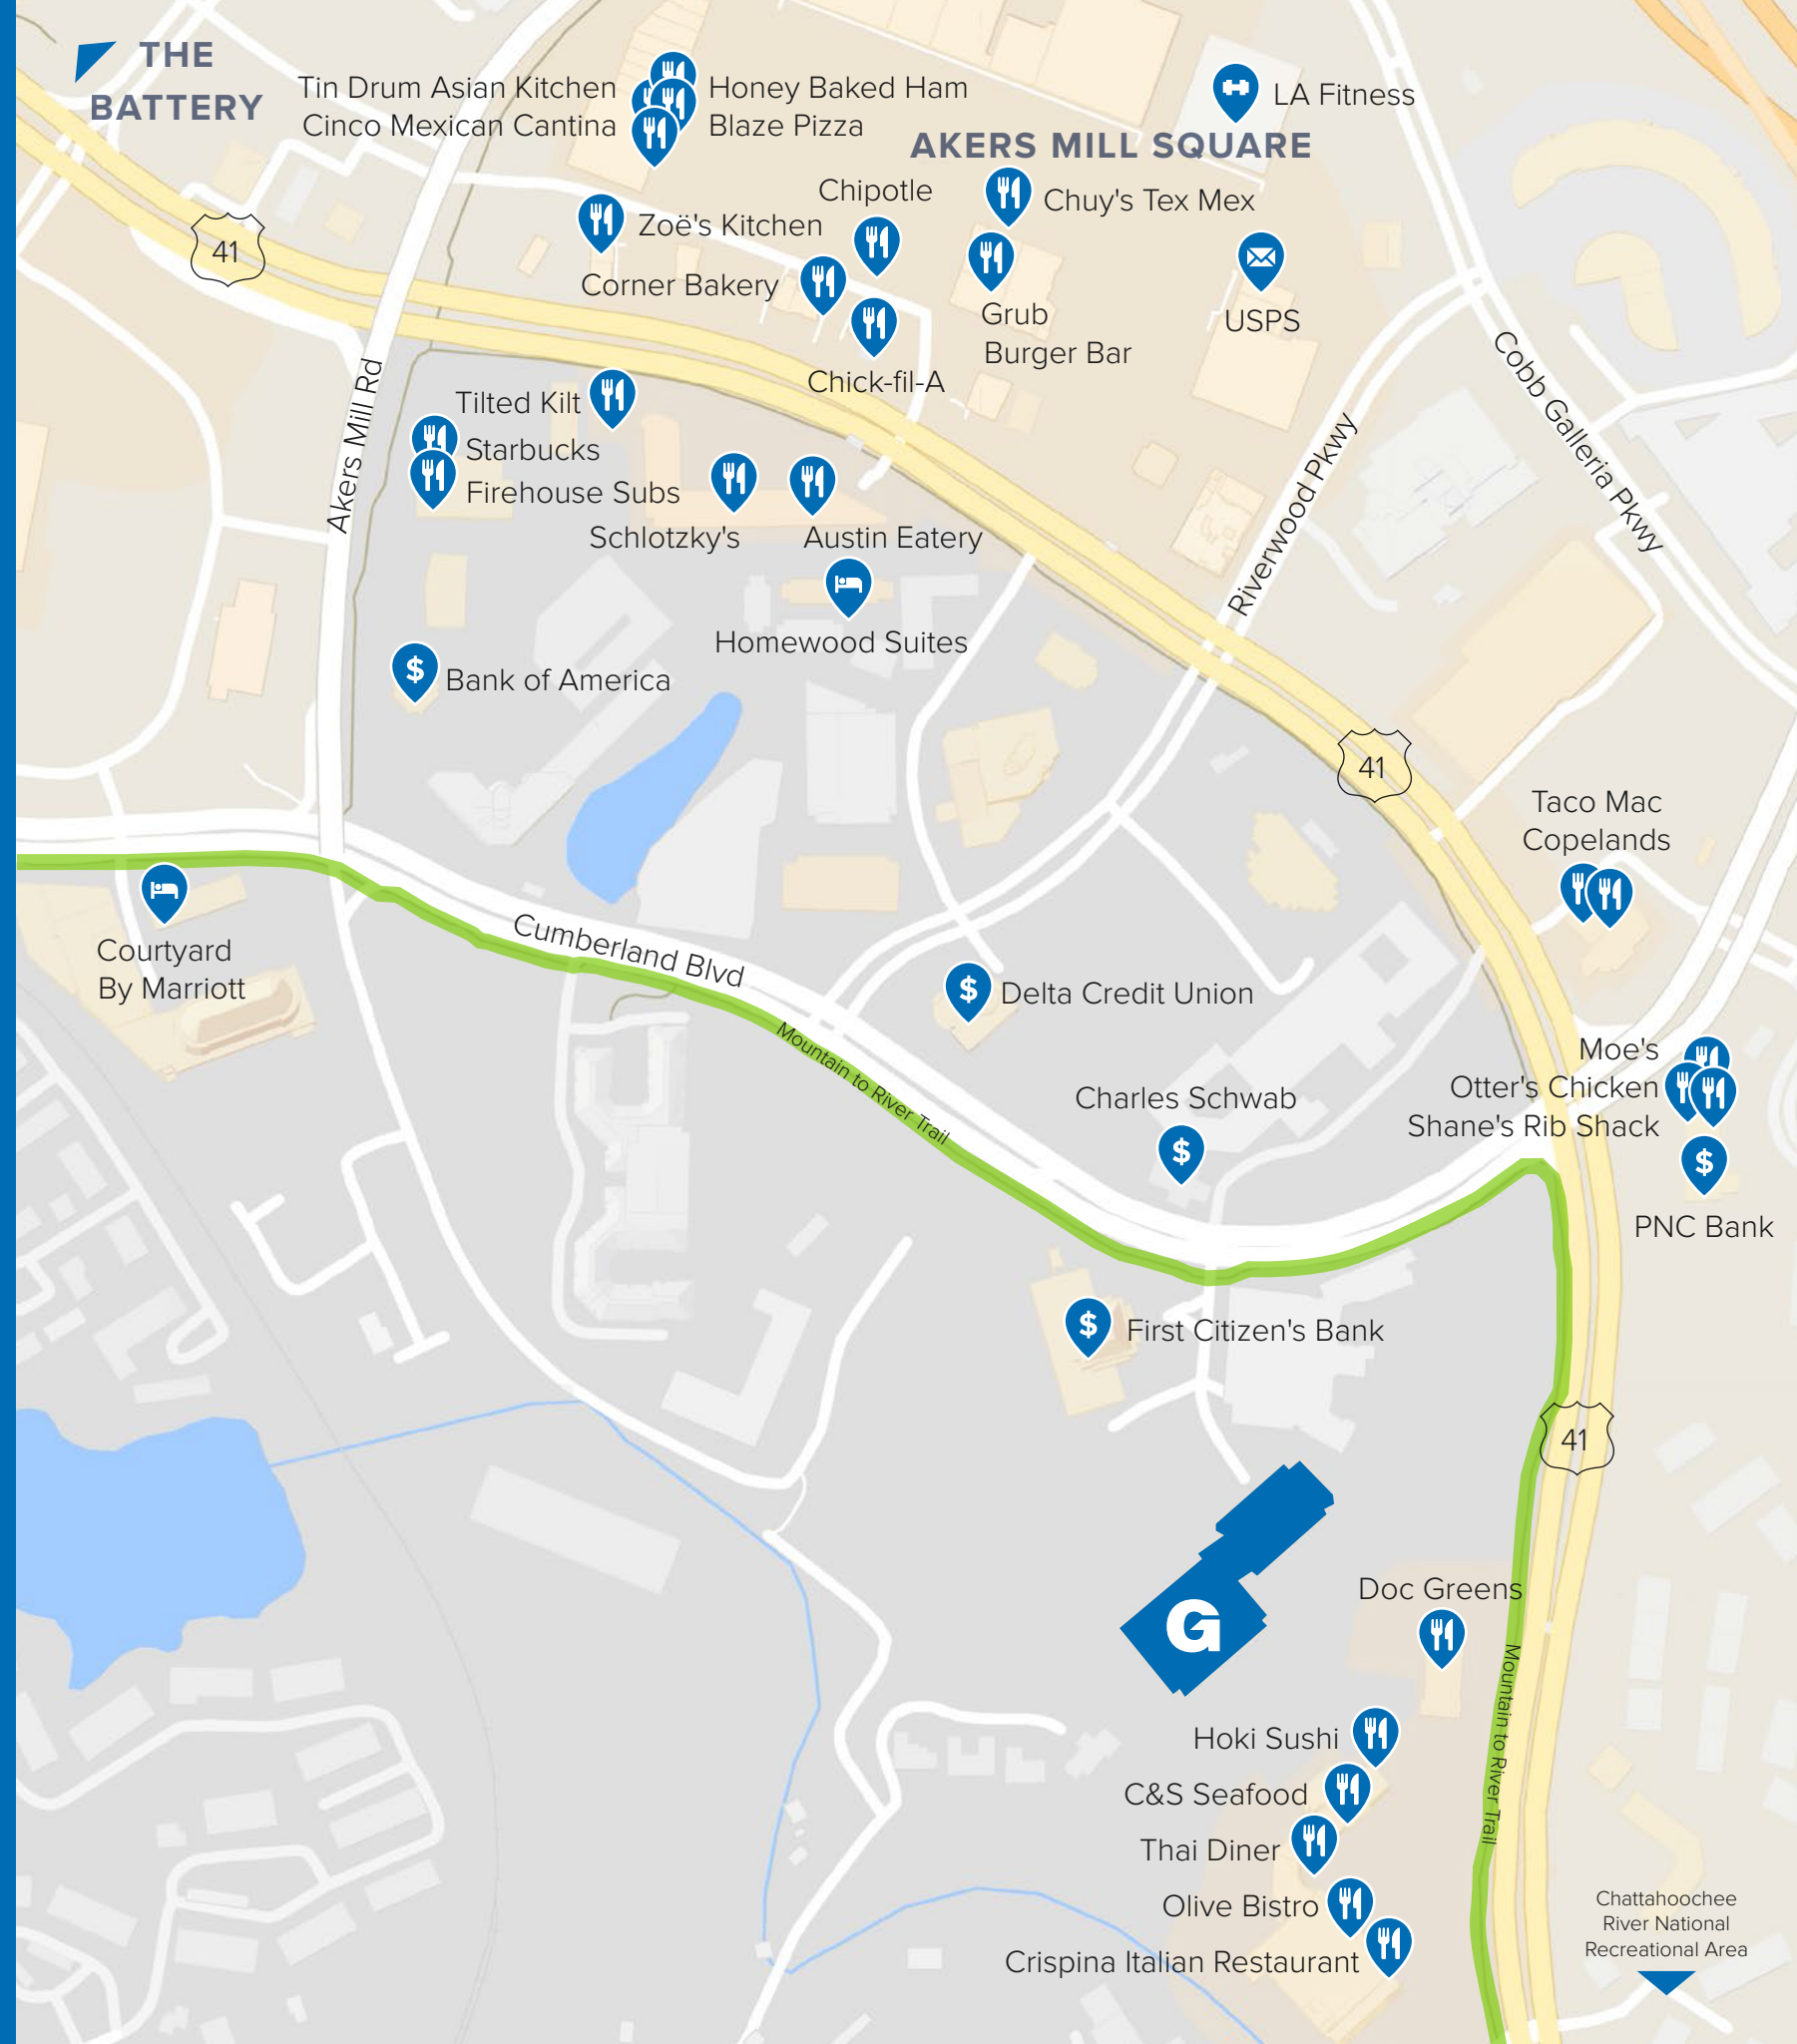 THE
BATTERY
Tin Drum Asian Kitchen
Cinco Mexican Cantina
Honey Baked Ham
Blaze Pizza
LA Fitness
AKERS MILL SQUARE
Chipotle
Chuy's Tex Mex
Zoë's Kitchen
41
Corner Bakery
Grub
Burger Bar
USPS
Chick-fil-A
Cobb Galleria Pkwy
Akers Mill Rd
Tilted Kilt
Starbucks
Firehouse Subs
Riverwood Pkwy
Schlotzky's
Austin Eatery
Homewood Suites
$
Bank of America
41
Taco Mac
Copelands
Courtyard
By Marriott
Cumberland Blvd
$
Delta Credit Union
Mountain to River Trail
Moe's
Otter's Chicken
Shane's Rib Shack
Charles Schwab
$
$
PNC Bank
$
First Citizen's Bank
41
G
Doc Greens
Mountain to River Trail
Hoki Sushi
C&S Seafood
Thai Diner
Olive Bistro
Crispina Italian Restaurant
Chattahoochee
River National
Recreational Area